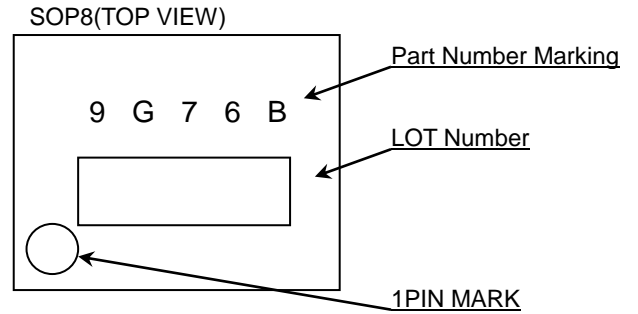 SOP8(TOP VIEW)
Part Number Marking
9 G 7 6 B
LOT Number
1PIN MARK